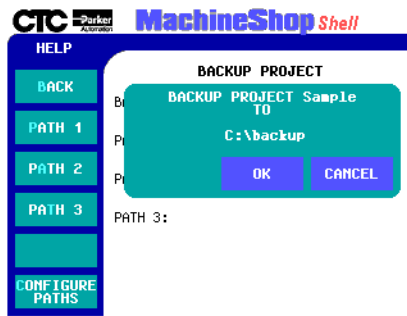 CTC Parker Automation
MachineShop Shell
HELP
BACKUP PROJECT
BACK
BACKUP PROJECT Sample
TO
C:\backup
PATH 1
PATH 2
OK
CANCEL
PATH 3
PATH 3:
CONFIGURE
PATHS